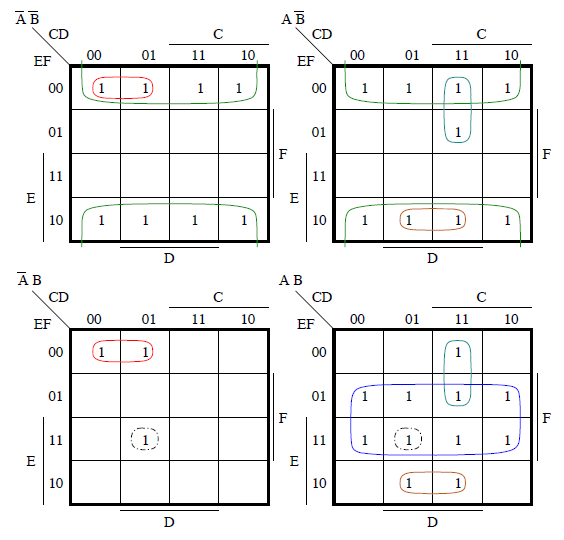 A̅ B̅
CD
C
EF
00 01 11 10
00 1 1 1 1
01
F
11
E
10 1 1 1 1
D
A B̅
CD
C
EF
00 01 11 10
00 1 1 1 1
01 1
F
11
E
10 1 1 1 1
D
A̅ B
CD
C
EF
00 01 11 10
00 1 1
01
F
11 1
E
10
D
A B
CD
C
EF
00 01 11 10
00 1
01 1 1 1 1
F
11 1 1 1 1
E
10 1 1
D